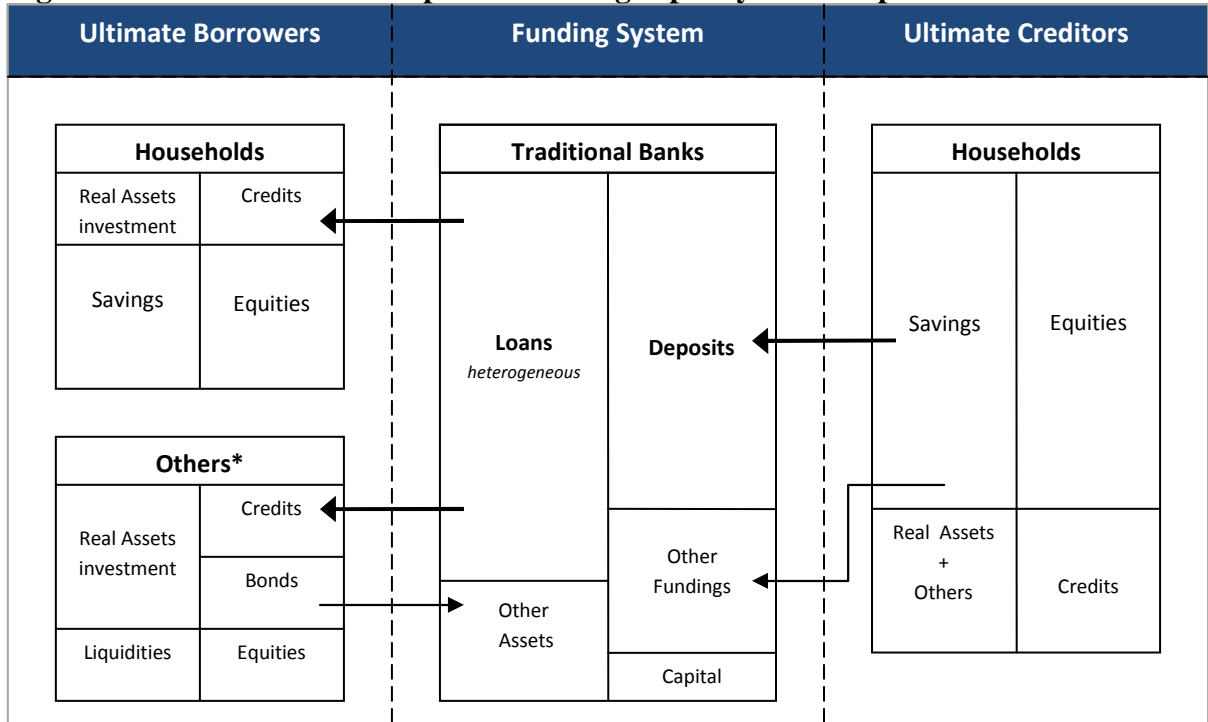 Ultimate Borrowers
Funding System
Ultimate Creditors
Households
Real Assets
investment
Credits
Savings
Equities
Others*
Real Assets
investment
Credits
Bonds
Liquidities
Equities
Traditional Banks
Loans
heterogeneous
Deposits
Other
Fundings
Other
Assets
Capital
Households
Savings
Equities
Real Assets
+
Others
Credits